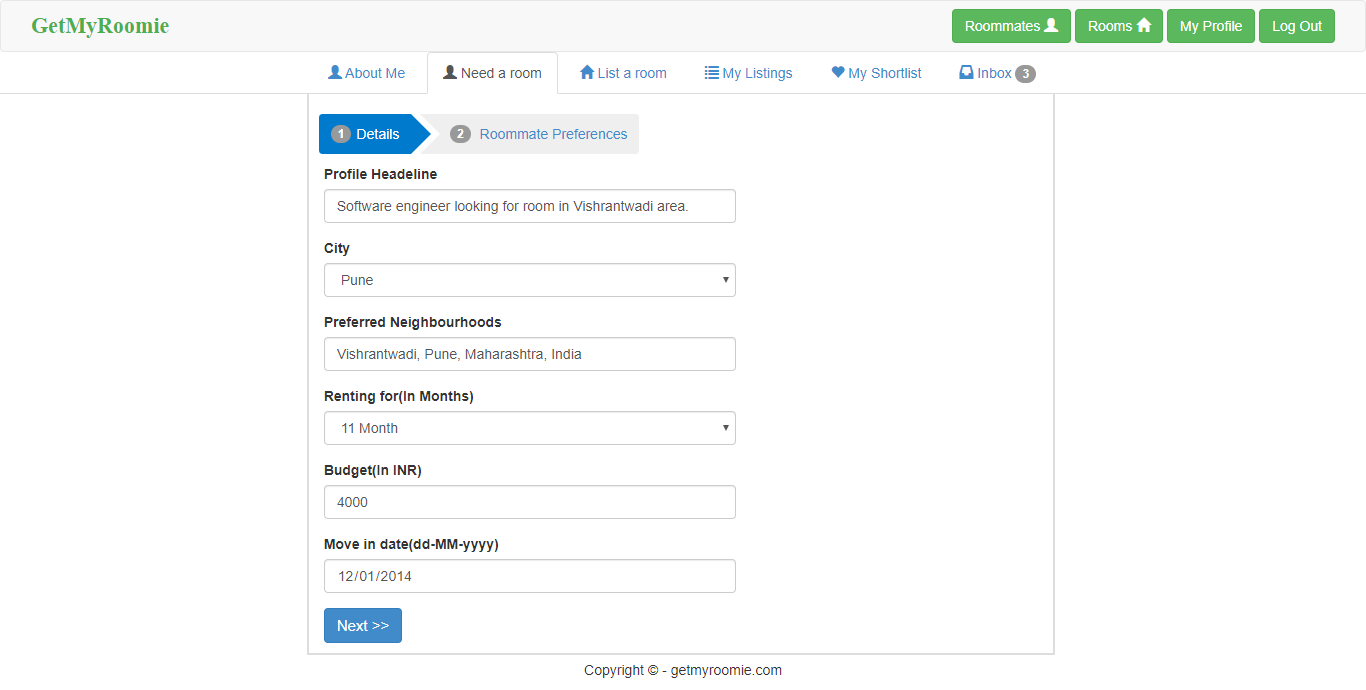 GetMyRoomie
Roommates Rooms My Profile Log Out
About Me Need a room List a room My Listings My Shortlist Inbox 3
1 Details 2 Roommate Preferences
Profile Headeline
Software engineer looking for room in Vishrantwadi area.
City
Pune
Preferred Neighbourhoods
Vishrantwadi, Pune, Maharashtra, India
Renting for(In Months)
11 Month
Budget(In INR)
4000
Move in date(dd-MM-yyyy)
12/01/2014
Next >>
Copyright © - getmyroomie.com